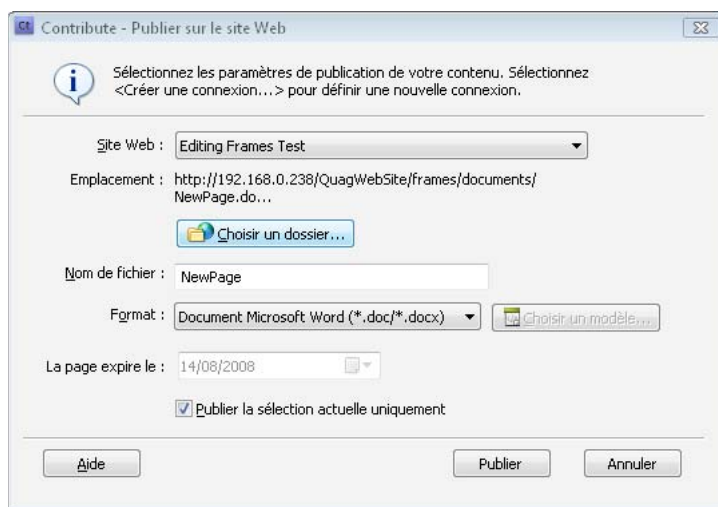 Ct Contribute - Publier sur le site Web
Sélectionnez les paramètres de publication de votre contenu. Sélectionnez
<Créer une connexion...> pour définir une nouvelle connexion.
Site Web : Editing Frames Test
Emplacement : http://192.168.0.238/QuagWebSite/frames/documents/
NewPage.do...
Choisir un dossier...
Nom de fichier : NewPage
Format : Document Microsoft Word (*.doc/*.docx) Choisir un modèle...
La page expire le : 14/08/2008
Publier la sélection actuelle uniquement
Aide Publier Annuler